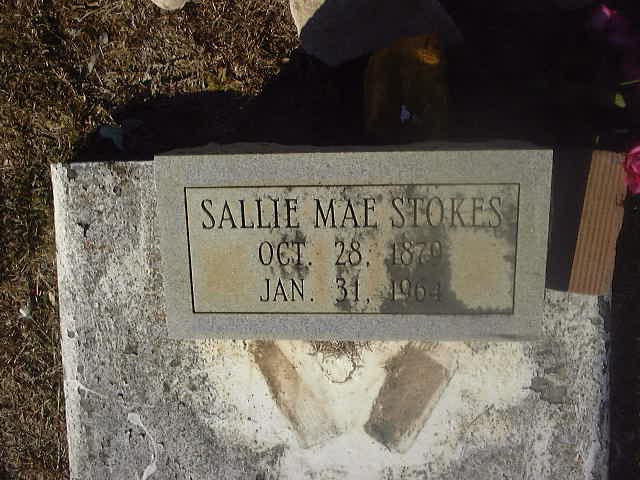 SALLIE MAE STOKES
OCT. 28, 1879
JAN. 31, 1964